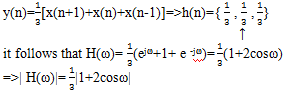 y(n)=1/3[x(n+1)+x(n)+x(n-1)]=>h(n)={1/3,1/3,1/3}
↑
it follows that H(ω)= 1/3(e^jω+1+ e^-jω)=1/3(1+2cosω)
=>| H(ω)|=1/3|1+2cosω|